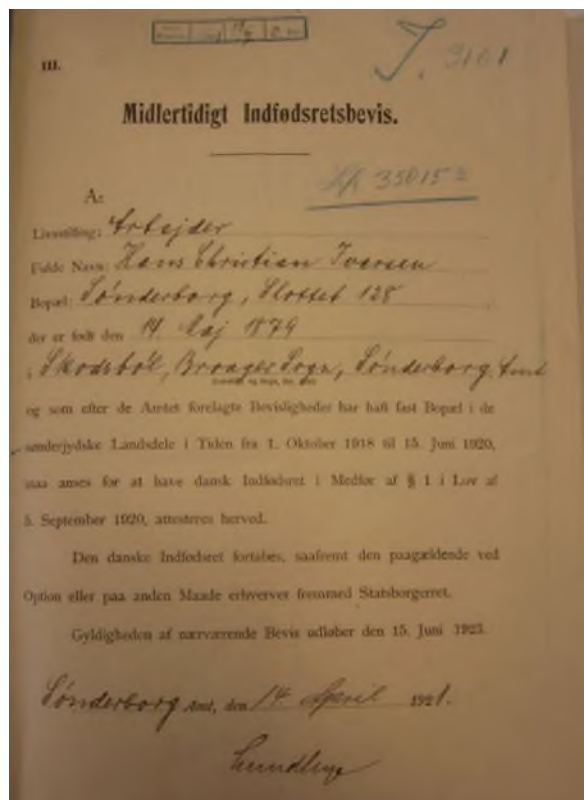 J. 3101
III.
Midlertidigt Indfødsretsbevis.
35015
At
Livsstilling: Arbejder
Fulde Navn: Hans Christian Iversen
Bopæl: Sønderborg, Slottet 128
der er født den 14. Maj 1879
i Skodsböl, Broager Sogn, Sønderborg Amt
og som efter de Amtet forelagte Bevisligheder har haft fast Bopæl i de
sønderjydske Landsdele i Tiden fra 1. Oktober 1918 til 15. Juni 1920,
maa anses for at have dansk Indfødsret i Medfør af § 1 i Lov af
5. September 1920, attesteres herved.
Den danske Indfødsret fortabes, saafremt den paagældende ved
Option eller paa anden Maade erhverver fremmed Statsborgerret.
Gyldigheden af nærværende Bevis udløber den 15. Juni 1923.
Sønderborg Amt, den 14 April 1921.